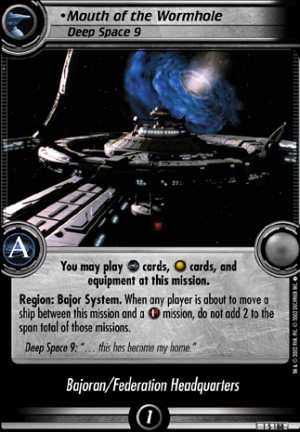 •Mouth of the Wormhole
Deep Space 9
A
You may play cards, cards, and
equipment at this mission.
Region: Bajor System. When any player is about to move a
ship between this mission and a mission, do not add 2 to the
span total of those missions.
Deep Space 9: "… this has become my home."
Bajoran/Federation Headquarters
1